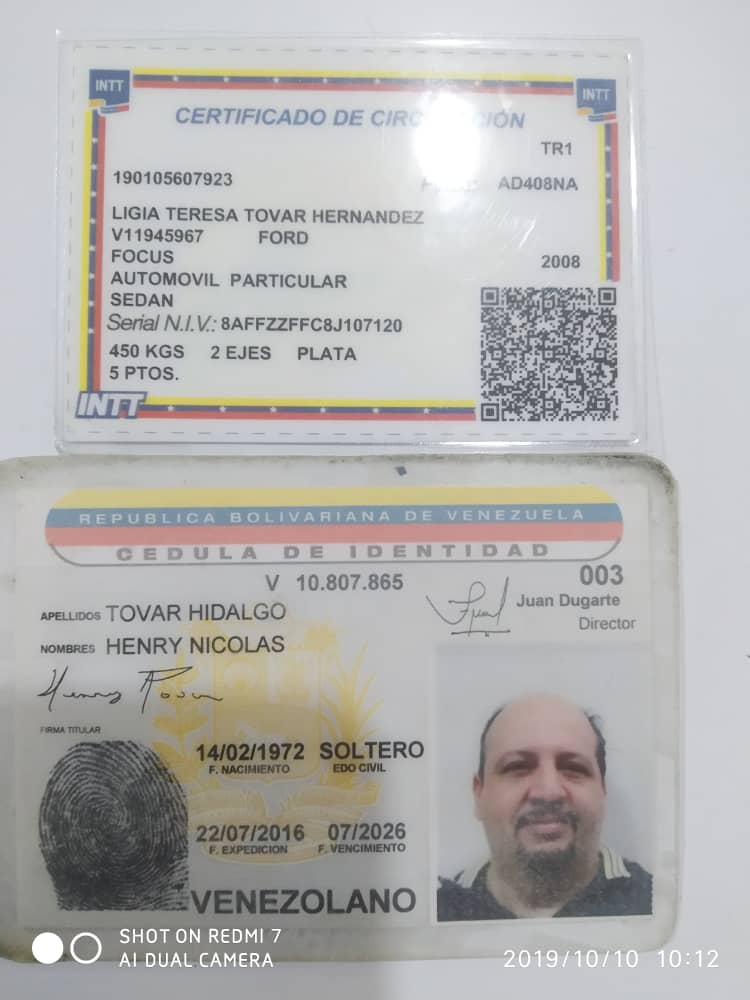 INTT
INTT
CERTIFICADO DE CIRCULACIÓN
TR1
190105607923 AD408NA
LIGIA TERESA TOVAR HERNANDEZ
V11945967 FORD
FOCUS 2008
AUTOMOVIL PARTICULAR
SEDAN
Serial N.I.V.: 8AFFZZFFC8J107120
450 KGS 2 EJES PLATA
5 PTOS.
INTT
REPUBLICA BOLIVARIANA DE VENEZUELA
CEDULA DE IDENTIDAD
V 10.807.865 003
Juan Dugarte
Director
APELLIDOS TOVAR HIDALGO
NOMBRES HENRY NICOLAS
Henry Tovar
FIRMA TITULAR
14/02/1972 SOLTERO
F. NACIMIENTO EDO CIVIL
22/07/2016 07/2026
F. EXPEDICION F. VENCIMIENTO
VENEZOLANO
SHOT ON REDMI 7
AI DUAL CAMERA
2019/10/10 10:12